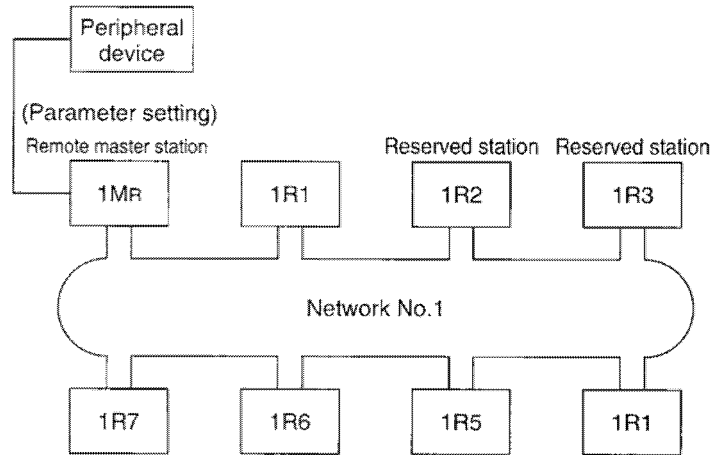 Peripheral
device
(Parameter setting)
Remote master station
Reserved station
Reserved station
1MR
1R1
1R2
1R3
Network No.1
1R7
1R6
1R5
1R1